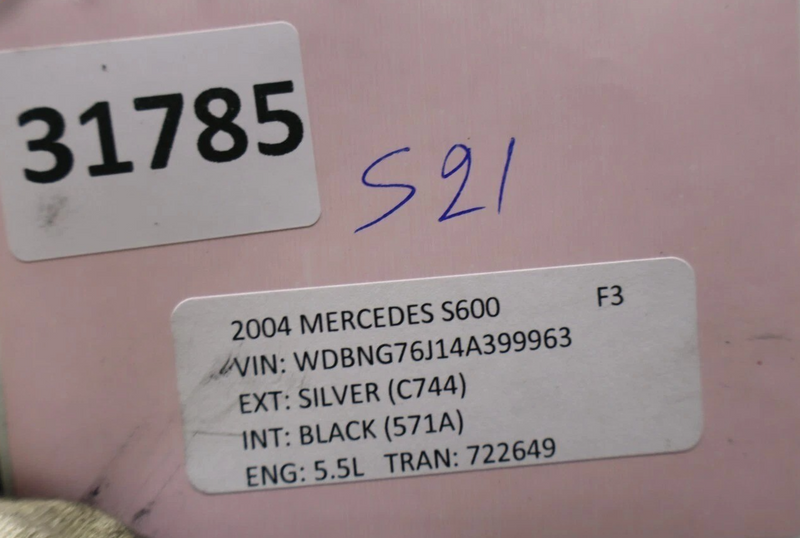 31785
S21
2004 MERCEDES S600 F3
VIN: WDBNG76J14A399963
EXT: SILVER (C744)
INT: BLACK (571A)
ENG: 5.5L TRAN: 722649